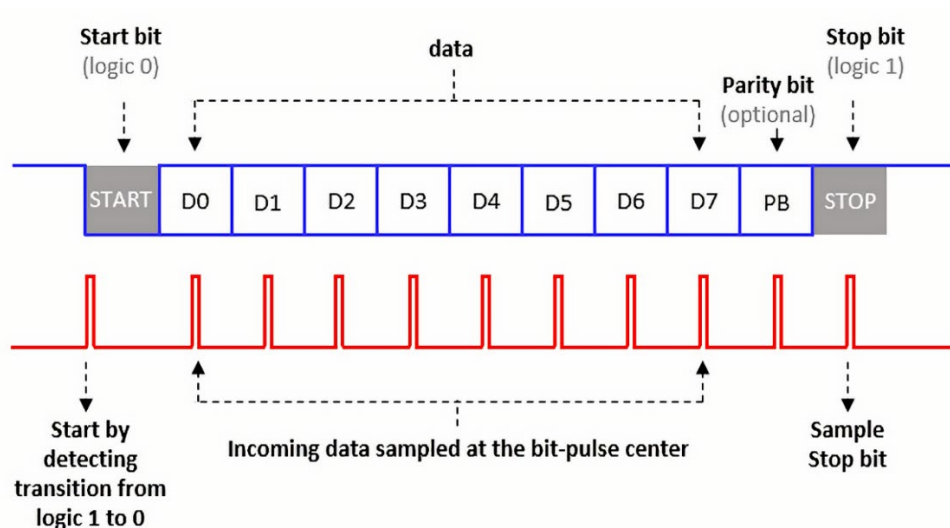 Start bit
(logic 0)
data
Parity bit
(optional)
Stop bit
(logic 1)
START D0 D1 D2 D3 D4 D5 D6 D7 PB STOP
Start by
detecting
transition from
logic 1 to 0
Incoming data sampled at the bit-pulse center
Sample
Stop bit